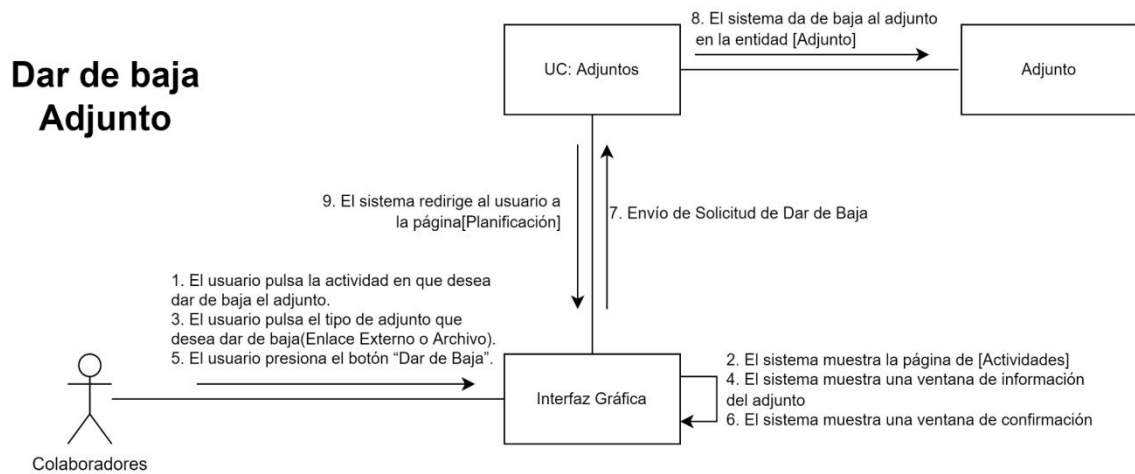 Dar de baja
Adjunto
8. El sistema da de baja al adjunto
en la entidad [Adjunto]
UC: Adjuntos
Adjunto
9. El sistema redirige al usuario a
la página[Planificación]
7. Envío de Solicitud de Dar de Baja
1. El usuario pulsa la actividad en que desea
dar de baja el adjunto.
3. El usuario pulsa el tipo de adjunto que
desea dar de baja(Enlace Externo o Archivo).
5. El usuario presiona el botón “Dar de Baja”.
Interfaz Gráfica
2. El sistema muestra la página de [Actividades]
4. El sistema muestra una ventana de información
del adjunto
6. El sistema muestra una ventana de confirmación
Colaboradores